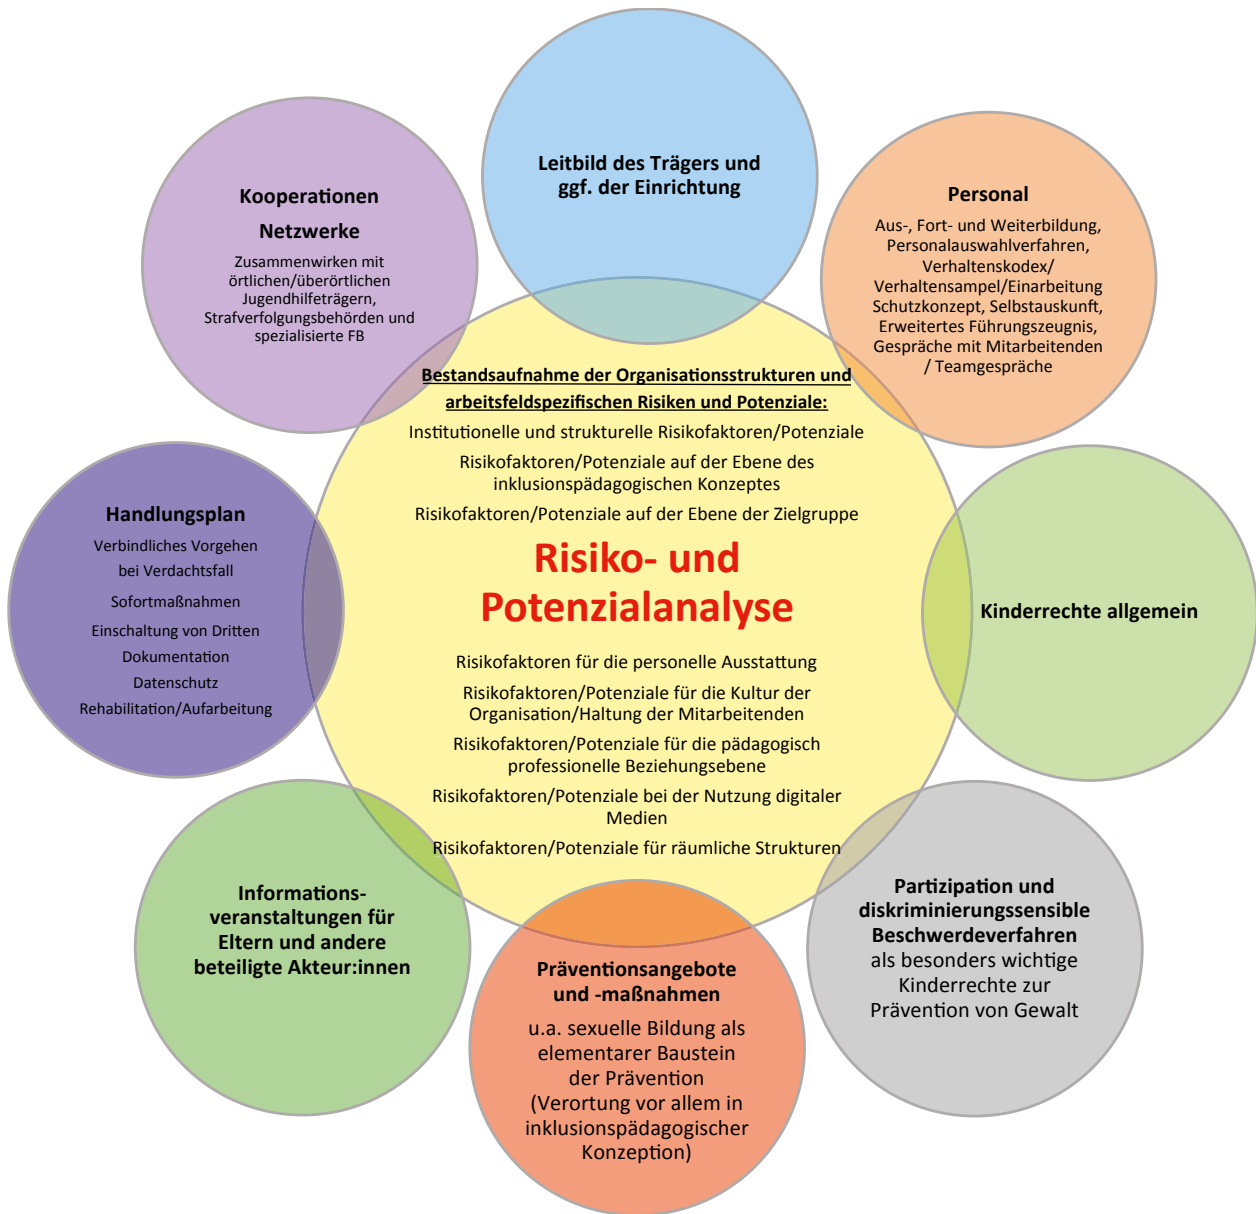 Leitbild des Trägers und
ggf. der Einrichtung
Personal
Aus-, Fort- und Weiterbildung,
Personalauswahlverfahren,
Verhaltenskodex/
Verhaltensampel/Einarbeitung
Schutzkonzept, Selbstauskunft,
Erweitertes Führungszeugnis,
Gespräche mit Mitarbeitenden
/ Teamgespräche
Kinderrechte allgemein
Partizipation und
diskriminierungssensible
Beschwerdeverfahren
als besonders wichtige
Kinderrechte zur
Prävention von Gewalt
Präventionsangebote
und -maßnahmen
u.a. sexuelle Bildung als
elementarer Baustein
der Prävention
(Verortung vor allem in
inklusionspädagogischer
Konzeption)
Informations-
veranstaltungen für
Eltern und andere
beteiligte Akteur:innen
Handlungsplan
Verbindliches Vorgehen
bei Verdachtsfall
Sofortmaßnahmen
Einschaltung von Dritten
Dokumentation
Datenschutz
Rehabilitation/Aufarbeitung
Kooperationen
Netzwerke
Zusammenwirken mit
örtlichen/überörtlichen
Jugendhilfeträgern,
Strafverfolgungsbehörden und
spezialisierte FB
Bestandsaufnahme der Organisationsstrukturen und
arbeitsfeldspezifischen Risiken und Potenziale:
Institutionelle und strukturelle Risikofaktoren/Potenziale
Risikofaktoren/Potenziale auf der Ebene des
inklusionspädagogischen Konzeptes
Risikofaktoren/Potenziale auf der Ebene der Zielgruppe
Risiko- und
Potenzialanalyse
Risikofaktoren für die personelle Ausstattung
Risikofaktoren/Potenziale für die Kultur der
Organisation/Haltung der Mitarbeitenden
Risikofaktoren/Potenziale für die pädagogisch
professionelle Beziehungsebene
Risikofaktoren/Potenziale bei der Nutzung digitaler
Medien
Risikofaktoren/Potenziale für räumliche Strukturen